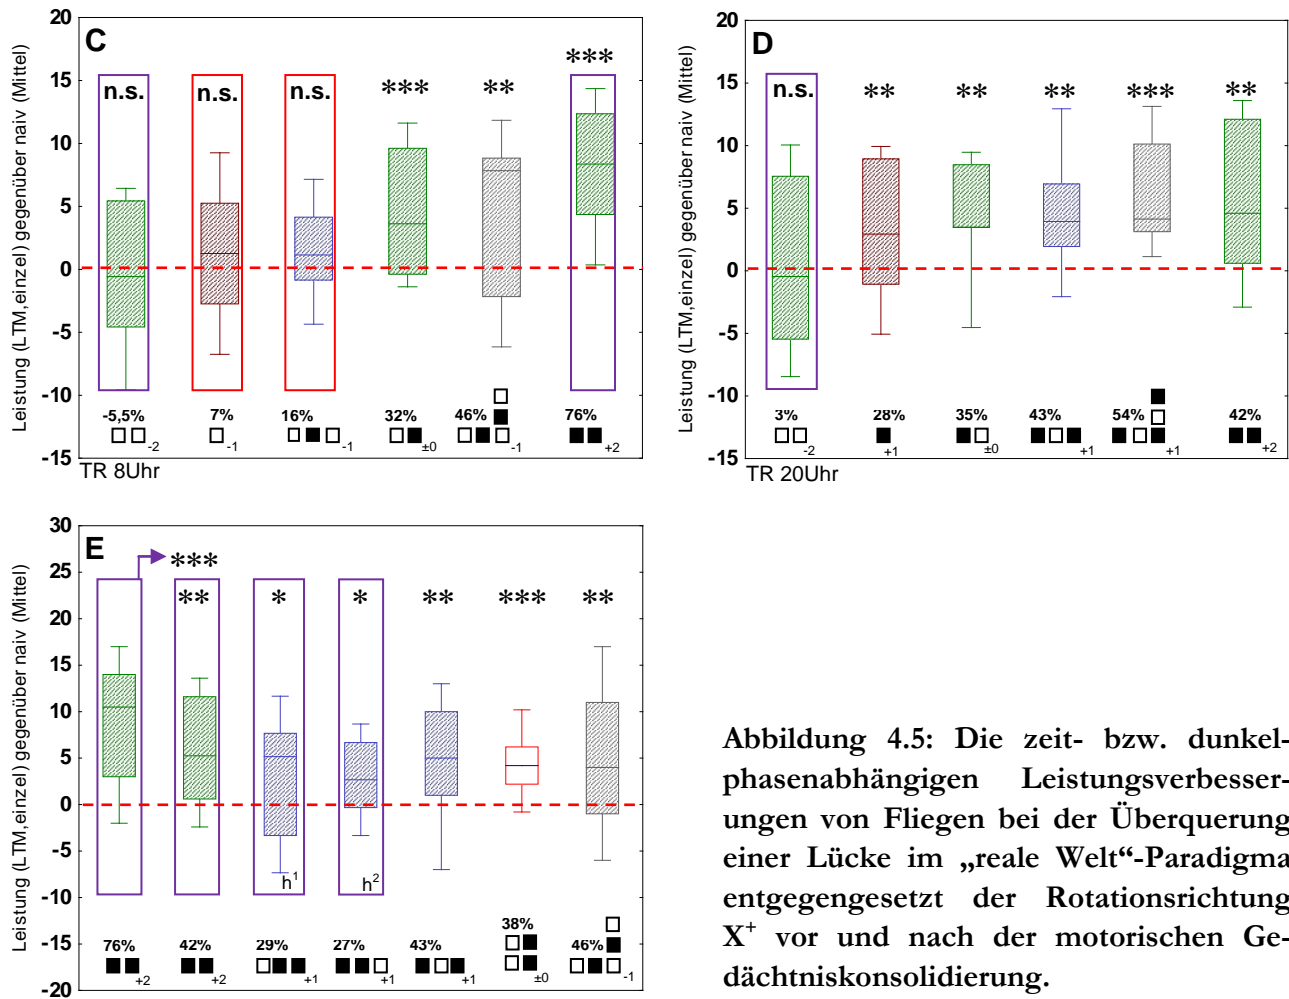 C
Leistung (LTM,einzel) gegenüber naiv (Mittel)
20
15
10
5
0
-5
-10
-15
n.s. n.s. n.s. *** ** ***
-5,5% 7% 16% 32% 46% 76%
-2 -1 -1 ±0 -1 +2
TR 8Uhr
D
Leistung (LTM,einzel) gegenüber naiv (Mittel)
20
15
10
5
0
-5
-10
-15
n.s. ** ** ** *** **
3% 28% 35% 43% 54% 42%
-2 +1 ±0 +1 +1 +2
TR 20Uhr
E
Leistung (LTM,einzel) gegenüber naiv (Mittel)
30
25
20
15
10
5
0
-5
-10
-15
-20
***
** * * ** *** **
h1 h2
76% 42% 29% 27% 43% 38% 46%
+2 +2 +1 +1 +1 ±0 -1
Abbildung 4.5: Die zeit- bzw. dunkel-
phasenabhängigen Leistungsverbesser-
ungen von Fliegen bei der Überquerung
einer Lücke im „reale Welt“-Paradigma
entgegengesetzt der Rotationsrichtung
X+ vor und nach der motorischen Ge-
dächtniskonsolidierung.